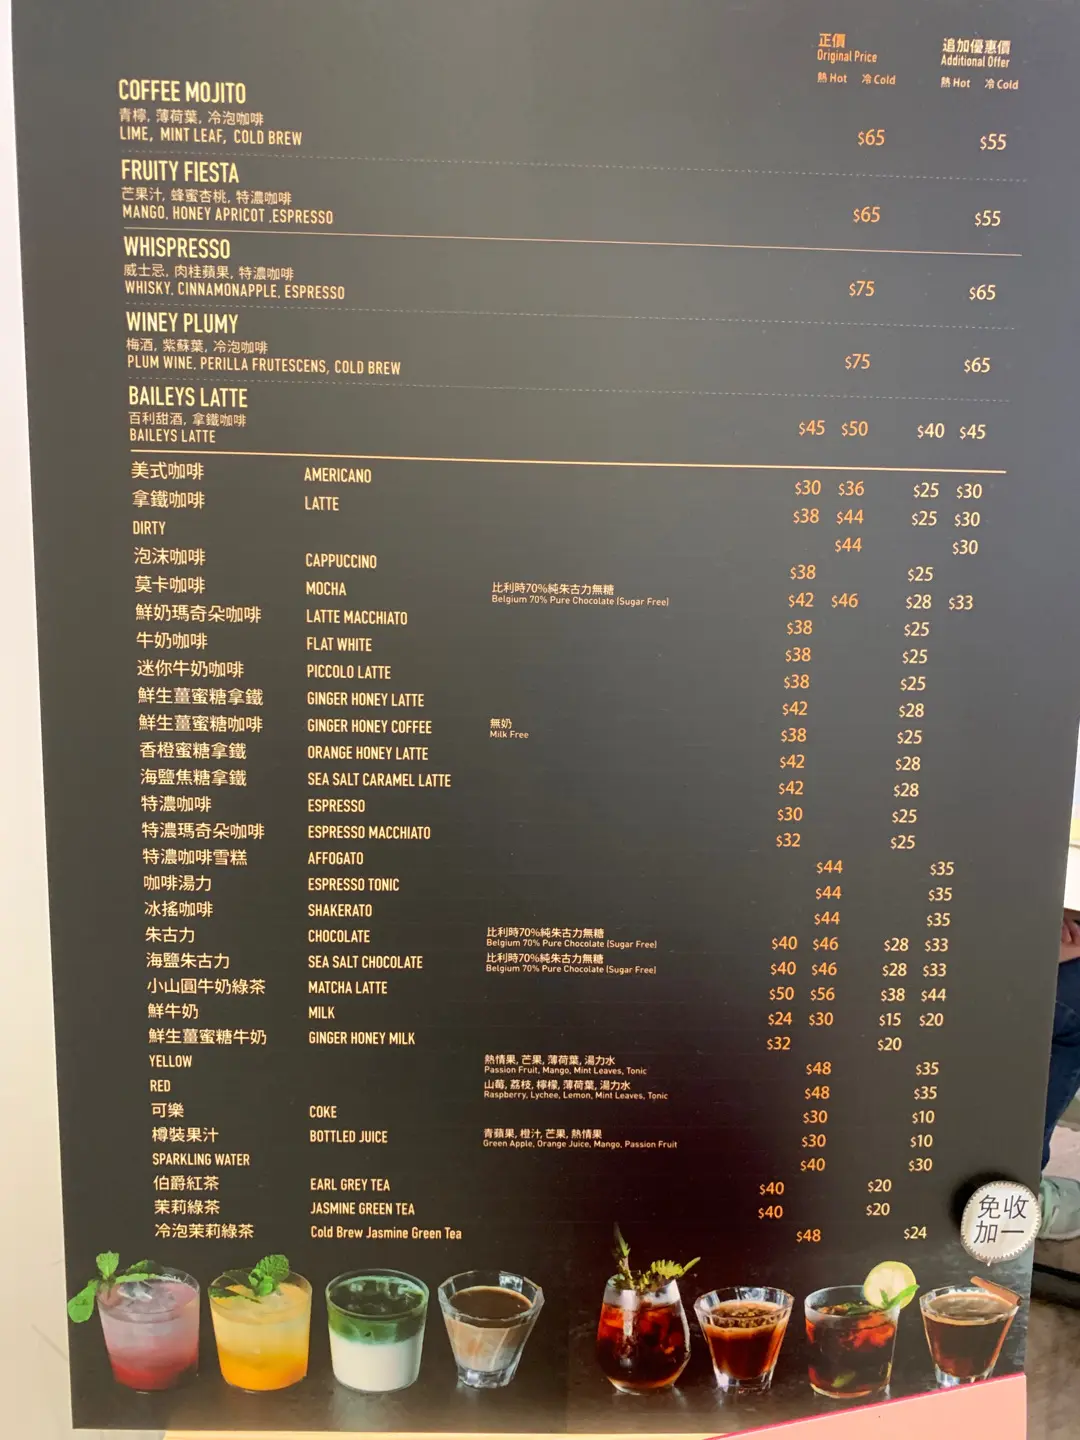 正價 追加優惠價
Original Price Additional Offer
熱 Hot 冷 Cold 熱 Hot 冷 Cold
COFFEE MOJITO
青檸, 薄荷葉, 冷泡咖啡
LIME, MINT LEAF, COLD BREW $65 $55
FRUITY FIESTA
芒果汁, 蜂蜜杏桃, 特濃咖啡
MANGO, HONEY APRICOT ,ESPRESSO $65 $55
WHISPRESSO
威士忌, 肉桂蘋果, 特濃咖啡
WHISKY, CINNAMONAPPLE, ESPRESSO $75 $65
WINEY PLUMY
梅酒, 紫蘇葉, 冷泡咖啡
PLUM WINE, PERILLA FRUTESCENS, COLD BREW $75 $65
BAILEYS LATTE
百利甜酒, 拿鐵咖啡
BAILEYS LATTE $45 $50 $40 $45
美式咖啡 AMERICANO $30 $36 $25 $30
拿鐵咖啡 LATTE $38 $44 $25 $30
DIRTY $44 $30
泡沫咖啡 CAPPUCCINO $38 $25
莫卡咖啡 MOCHA 比利時70%純朱古力無糖 Belgium 70% Pure Chocolate (Sugar Free) $42 $46 $28 $33
鮮奶瑪奇朵咖啡 LATTE MACCHIATO $38 $25
牛奶咖啡 FLAT WHITE $38 $25
迷你牛奶咖啡 PICCOLO LATTE $38 $25
鮮生薑蜜糖拿鐵 GINGER HONEY LATTE $42 $28
鮮生薑蜜糖咖啡 GINGER HONEY COFFEE 無奶 Milk Free $38 $25
香橙蜜糖拿鐵 ORANGE HONEY LATTE $42 $28
海鹽焦糖拿鐵 SEA SALT CARAMEL LATTE $42 $28
特濃咖啡 ESPRESSO $30 $25
特濃瑪奇朵咖啡 ESPRESSO MACCHIATO $32 $25
特濃咖啡雪糕 AFFOGATO $44 $35
咖啡湯力 ESPRESSO TONIC $44 $35
冰搖咖啡 SHAKERATO $44 $35
朱古力 CHOCOLATE 比利時70%純朱古力無糖 Belgium 70% Pure Chocolate (Sugar Free) $40 $46 $28 $33
海鹽朱古力 SEA SALT CHOCOLATE 比利時70%純朱古力無糖 Belgium 70% Pure Chocolate (Sugar Free) $40 $46 $28 $33
小山圓牛奶綠茶 MATCHA LATTE $50 $56 $38 $44
鮮牛奶 MILK $24 $30 $15 $20
鮮生薑蜜糖牛奶 GINGER HONEY MILK $32 $20
YELLOW 熱情果, 芒果, 薄荷葉, 湯力水 Passion Fruit, Mango, Mint Leaves, Tonic $48 $35
RED 山莓, 荔枝, 檸檬, 薄荷葉, 湯力水 Raspberry, Lychee, Lemon, Mint Leaves, Tonic $48 $35
可樂 COKE $30 $10
樽裝果汁 BOTTLED JUICE 青蘋果, 橙汁, 芒果, 熱情果 Green Apple, Orange Juice, Mango, Passion Fruit $30 $10
SPARKLING WATER $40 $30
伯爵紅茶 EARL GREY TEA $40 $20
茉莉綠茶 JASMINE GREEN TEA $40 $20
冷泡茉莉綠茶 Cold Brew Jasmine Green Tea $48 $24
免收
加一